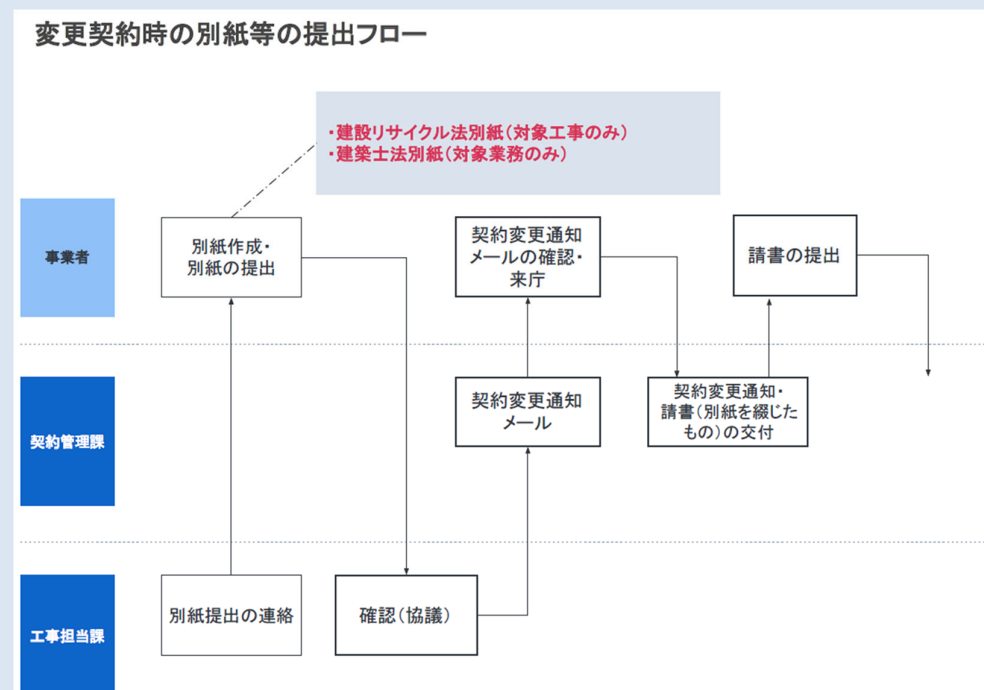 変更契約時の別紙等の提出フロー
・建設リサイクル法別紙(対象工事のみ)
・建築士法別紙(対象業務のみ)
事業者
別紙作成・
別紙の提出
契約変更通知
メールの確認・
来庁
請書の提出
契約管理課
契約変更通知
メール
契約変更通知・
請書(別紙を綴じた
もの)の交付
工事担当課
別紙提出の連絡
確認(協議)